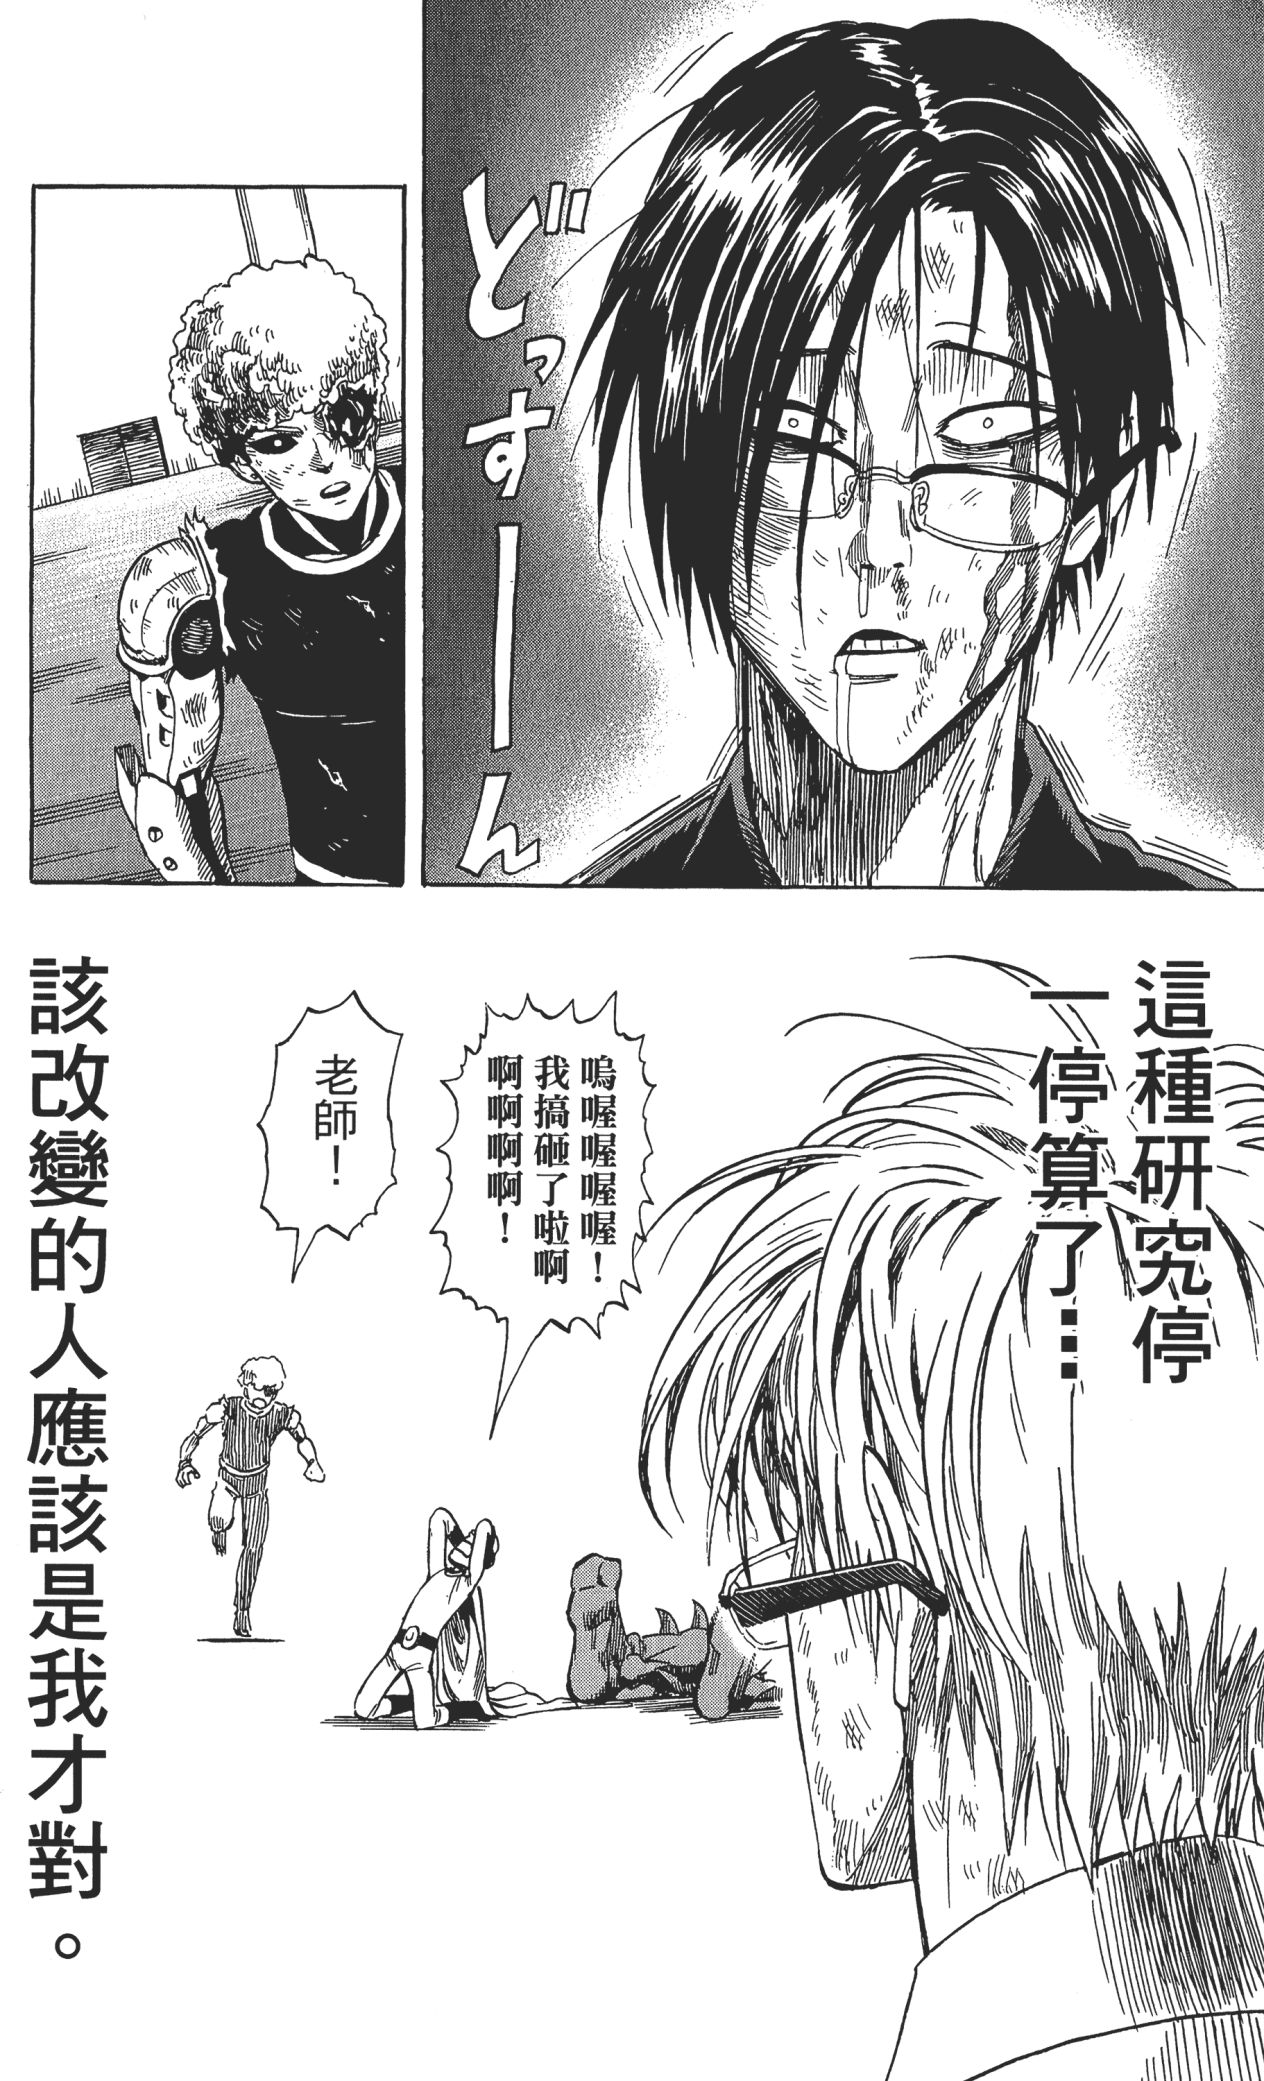 どっすーん
這種研究停
一停算了…
嗚喔喔喔喔！
我搞砸了啦啊
啊啊啊啊！
老師！
該改變的人應該是我才對。